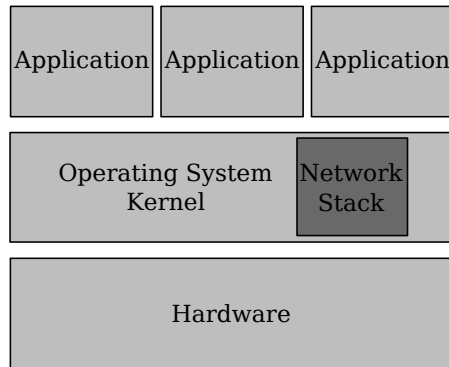 Application
Application
Application
Operating System
Kernel
Network
Stack
Hardware